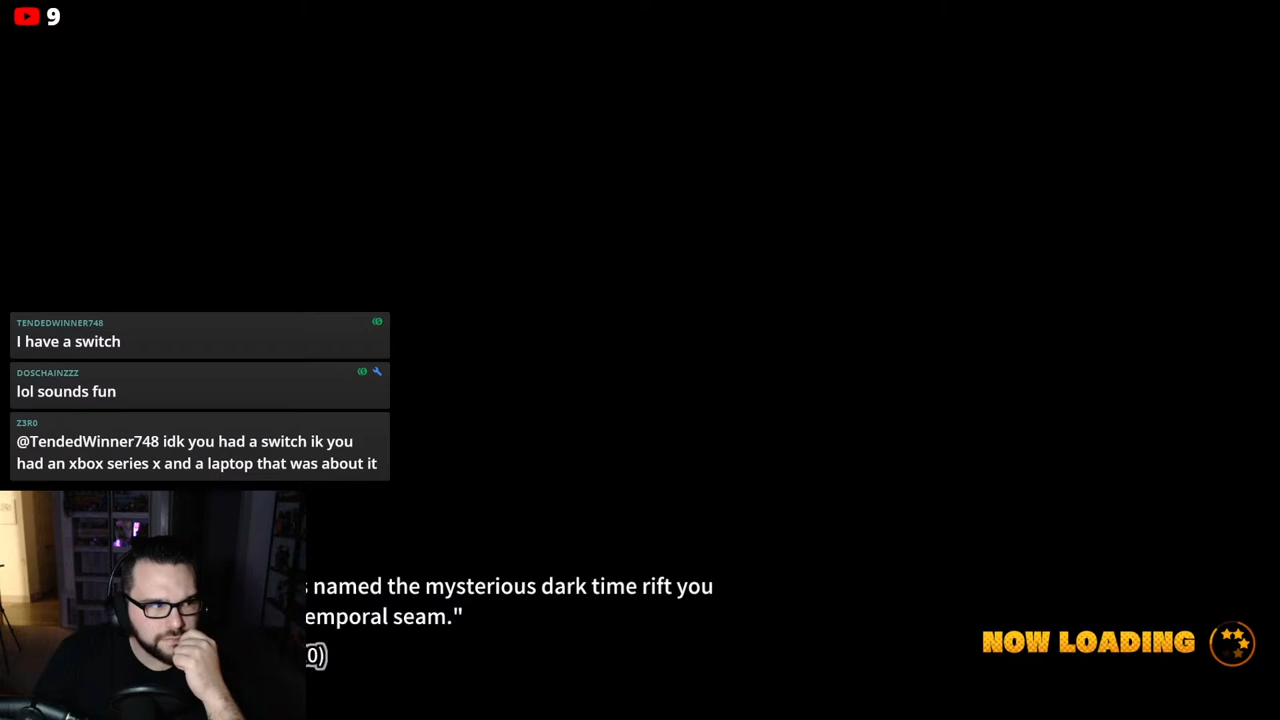 9
TENDEDWINNER748
I have a switch
DOSCHAINZZZ
lol sounds fun
Z3R0
@TendedWinner748 idk you had a switch ik you
had an xbox series x and a laptop that was about it
named the mysterious dark time rift you
emporal seam."
0)
NOW LOADING